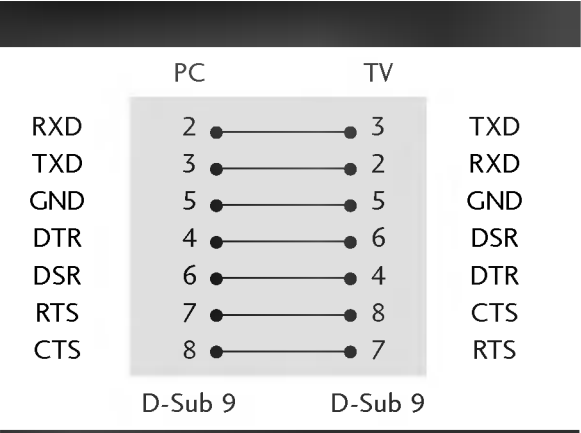 PC TV
RXD 2 3 TXD
TXD 3 2 RXD
GND 5 5 GND
DTR 4 6 DSR
DSR 6 4 DTR
RTS 7 8 CTS
CTS 8 7 RTS
D-Sub 9 D-Sub 9